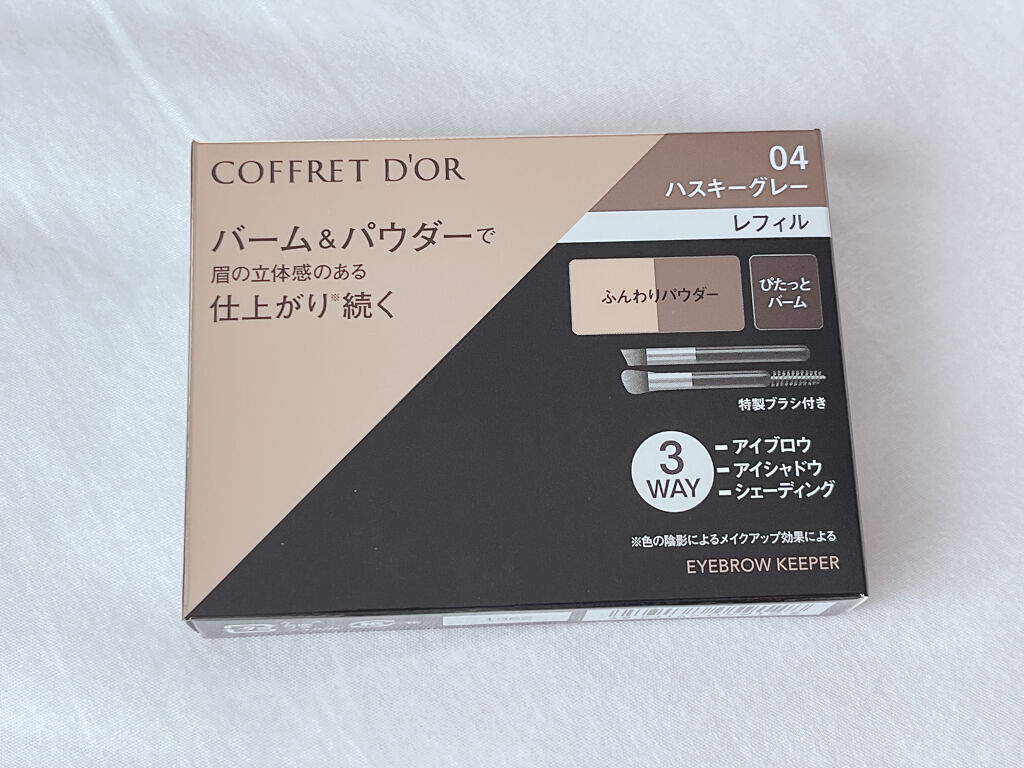 COFFRET D'OR
バーム&パウダーで
眉の立体感のある
仕上がり※続く
04
ハスキーグレー
レフィル
ふんわりパウダー
ぴたっと
バーム
特製ブラシ付き
3
WAY
アイブロウ
アイシャドウ
シェーディング
※色の陰影によるメイクアップ効果による
EYEBROW KEEPER